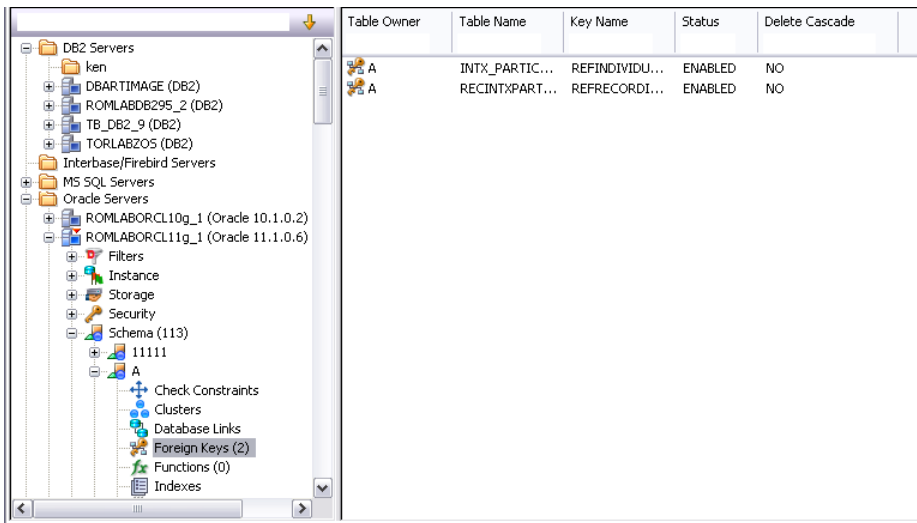 DB2 Servers
ken
DBARTIMAGE (DB2)
ROMLABDB295_2 (DB2)
TB_DB2_9 (DB2)
TORLABZOS (DB2)
Interbase/Firebird Servers
MS SQL Servers
Oracle Servers
ROMLABORCL10g_1 (Oracle 10.1.0.2)
ROMLABORCL11g_1 (Oracle 11.1.0.6)
Filters
Instance
Storage
Security
Schema (113)
11111
A
Check Constraints
Clusters
Database Links
Foreign Keys (2)
Functions (0)
Indexes
Table Owner Table Name Key Name Status Delete Cascade
A INTX_PARTIC... REFINDIVIDU... ENABLED NO
A RECINTXPART... REFRECORDI... ENABLED NO